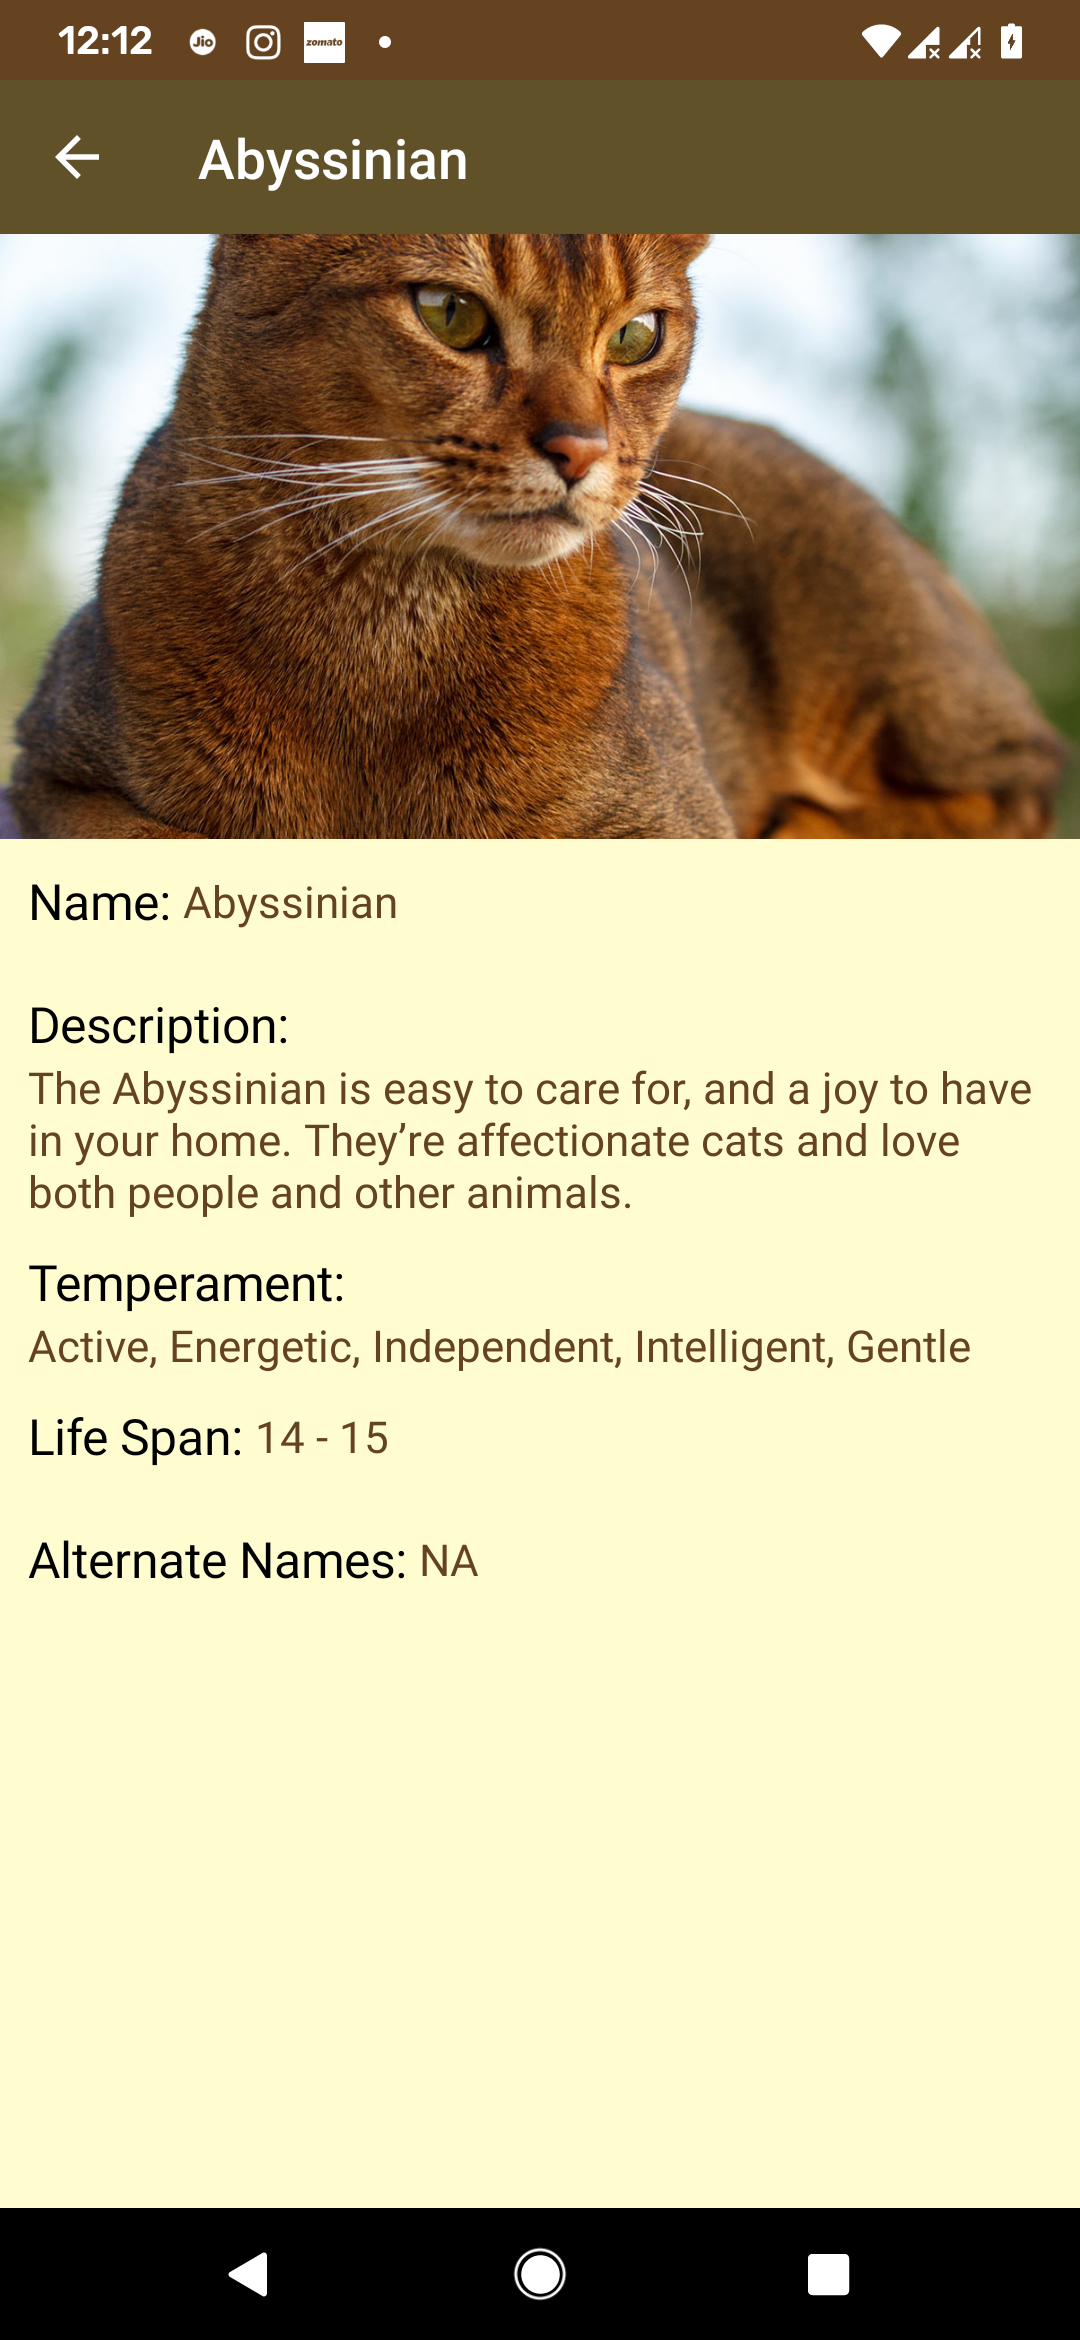 12:12 Jio zomato
Abyssinian
Name: Abyssinian
Description:
The Abyssinian is easy to care for, and a joy to have
in your home. They’re affectionate cats and love
both people and other animals.
Temperament:
Active, Energetic, Independent, Intelligent, Gentle
Life Span: 14 - 15
Alternate Names: NA